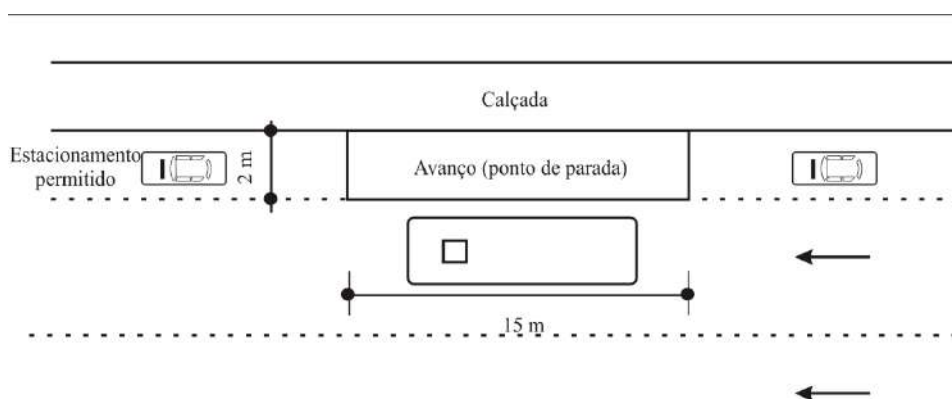 Calçada
Estacionamento
permitido
2 m
Avanço (ponto de parada)
15 m